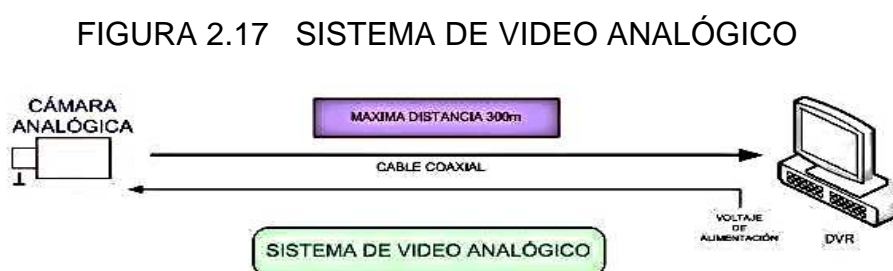 FIGURA 2.17 SISTEMA DE VIDEO ANALÓGICO
CÁMARA
ANALÓGICA
MAXIMA DISTANCIA 300m
CABLE COAXIAL
VOLTAJE
DE
ALIMENTACIÓN
DVR
SISTEMA DE VIDEO ANALÓGICO